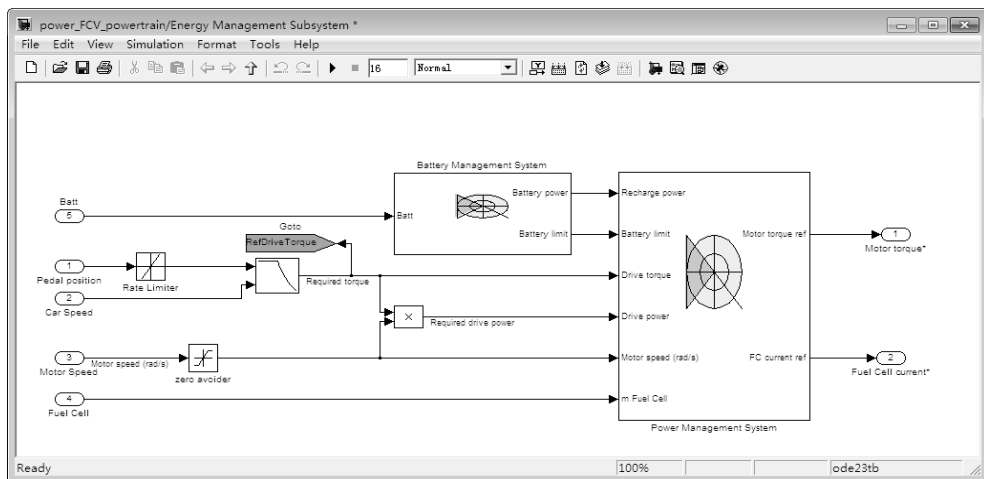 power_FCV_powertrain/Energy Management Subsystem *
File Edit View Simulation Format Tools Help
16 Normal
Battery Management System
Batt
5
Batt
Battery power
Battery limit
Recharge power
Battery limit
Motor torque ref
1
Motor torque*
Goto
RefDriveTorque
1
Pedal position
Rate Limiter
2
Car Speed
Required torque
Drive torque
×
Required drive power
Drive power
3
Motor Speed
Motor speed (rad/s)
zero avoider
Motor speed (rad/s)
FC current ref
2
Fuel Cell current*
4
Fuel Cell
m Fuel Cell
Power Management System
Ready 100% ode23tb